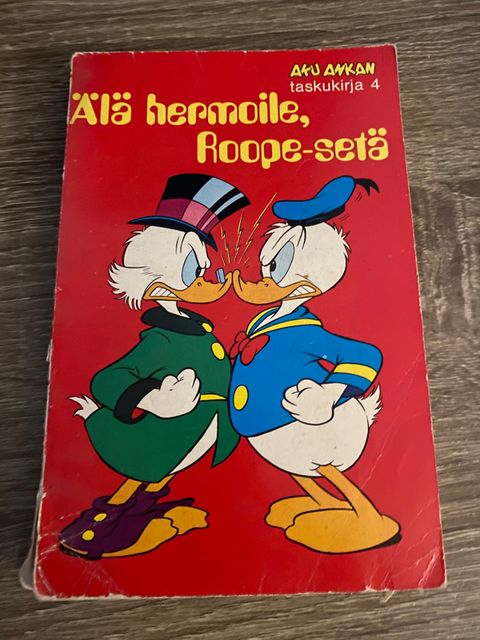 AKU ANKAN
taskukirja 4
Älä hermoile,
Roope-setä